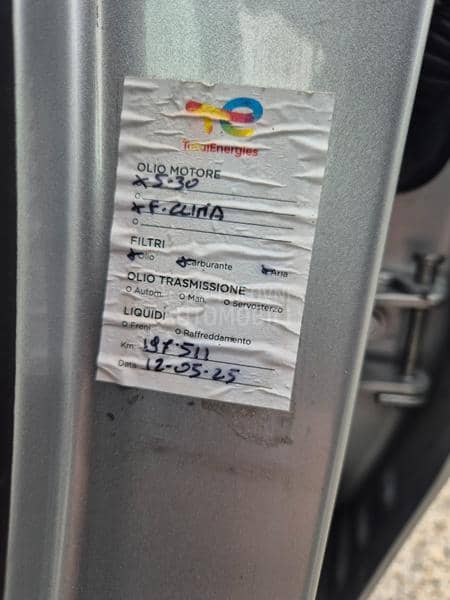 TotalEnergies
OLIO MOTORE
x 5-30
x F. CLIMA
FILTRI
x Olio x Carburante x Aria
OLIO TRASMISSIONE
o Autom. o Man. o Servosterzo
LIQUIDI
o Freni o Raffreddamento
Km: 197.511
Data 12-05-25